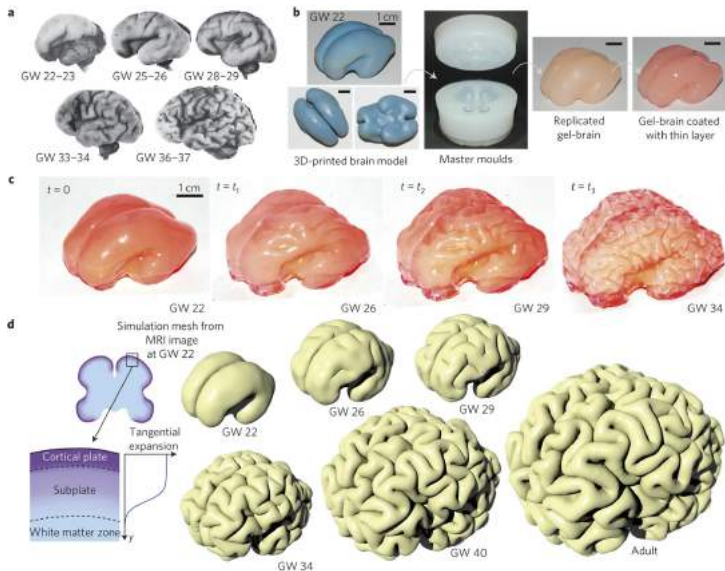 a
GW 22–23
GW 25–26
GW 28–29
GW 33–34
GW 36–37
b
GW 22
1 cm
3D-printed brain model
Master moulds
Replicated
gel-brain
Gel-brain coated
with thin layer
c
t = 0
1 cm
t = t₁
t = t₂
t = t₃
GW 22
GW 26
GW 29
GW 34
d
Simulation mesh from
MRI image
at GW 22
Tangential
expansion
Cortical plate
Subplate
White matter zone
y
GW 22
GW 26
GW 29
GW 34
GW 40
Adult